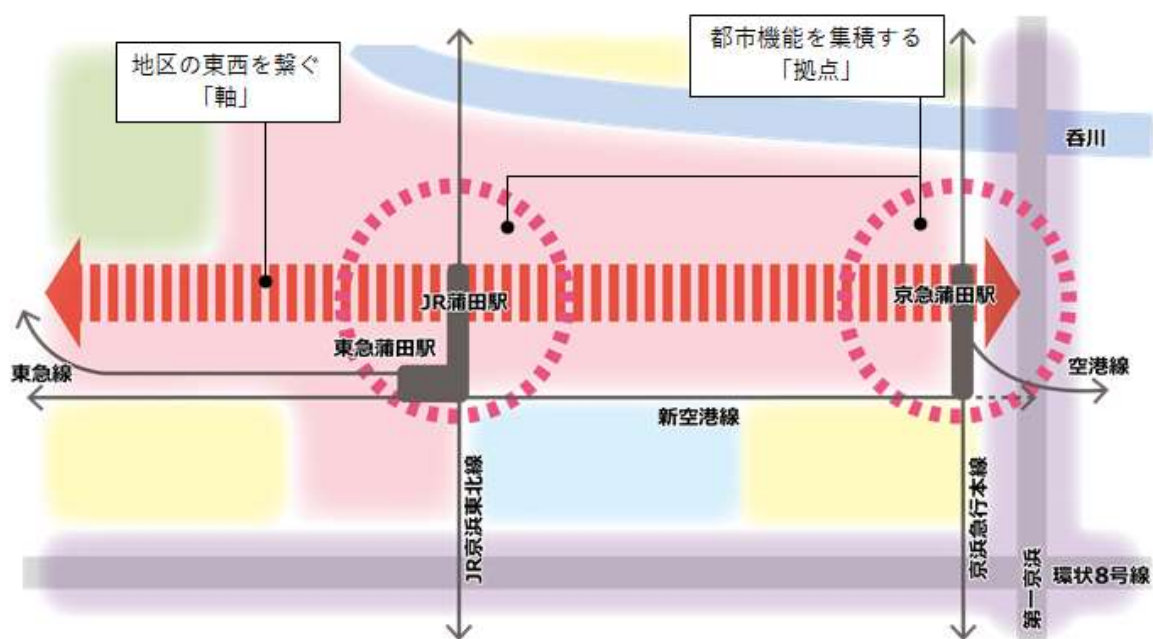 地区の東西を繋ぐ
「軸」
都市機能を集積する
「拠点」
呑川
JR蒲田駅
京急蒲田駅
東急蒲田駅
東急線
空港線
新空港線
JR京浜東北線
京浜急行本線
第一京浜
環状8号線